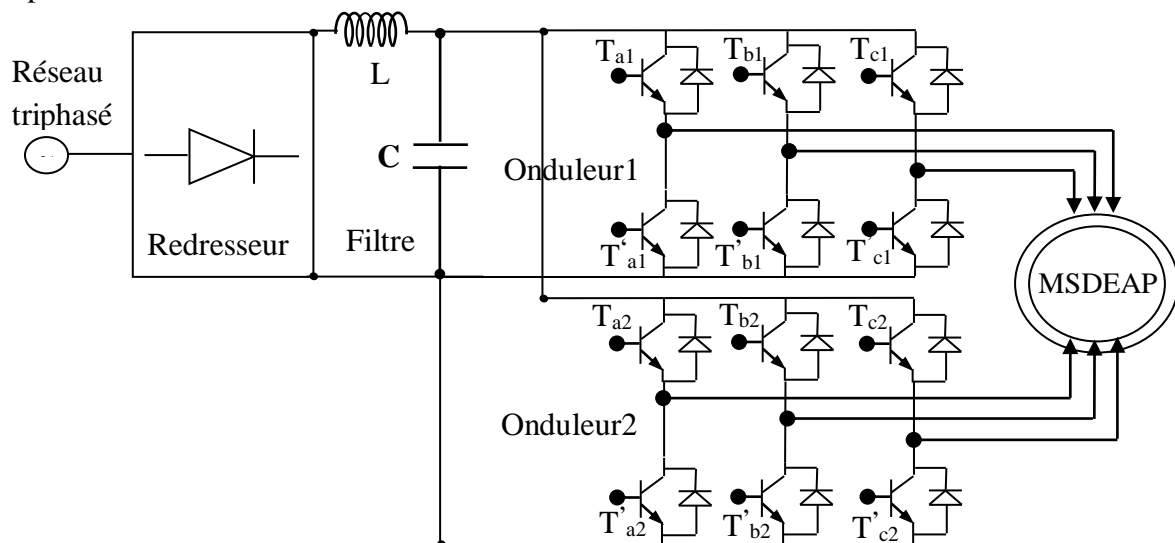 Réseau
triphasé
~
Redresseur
L
C
Filtre
Ta1
Tb1
Tc1
Onduleur1
T'a1
T'b1
T'c1
MSDEAP
Ta2
Tb2
Tc2
Onduleur2
T'a2
T'b2
T'c2